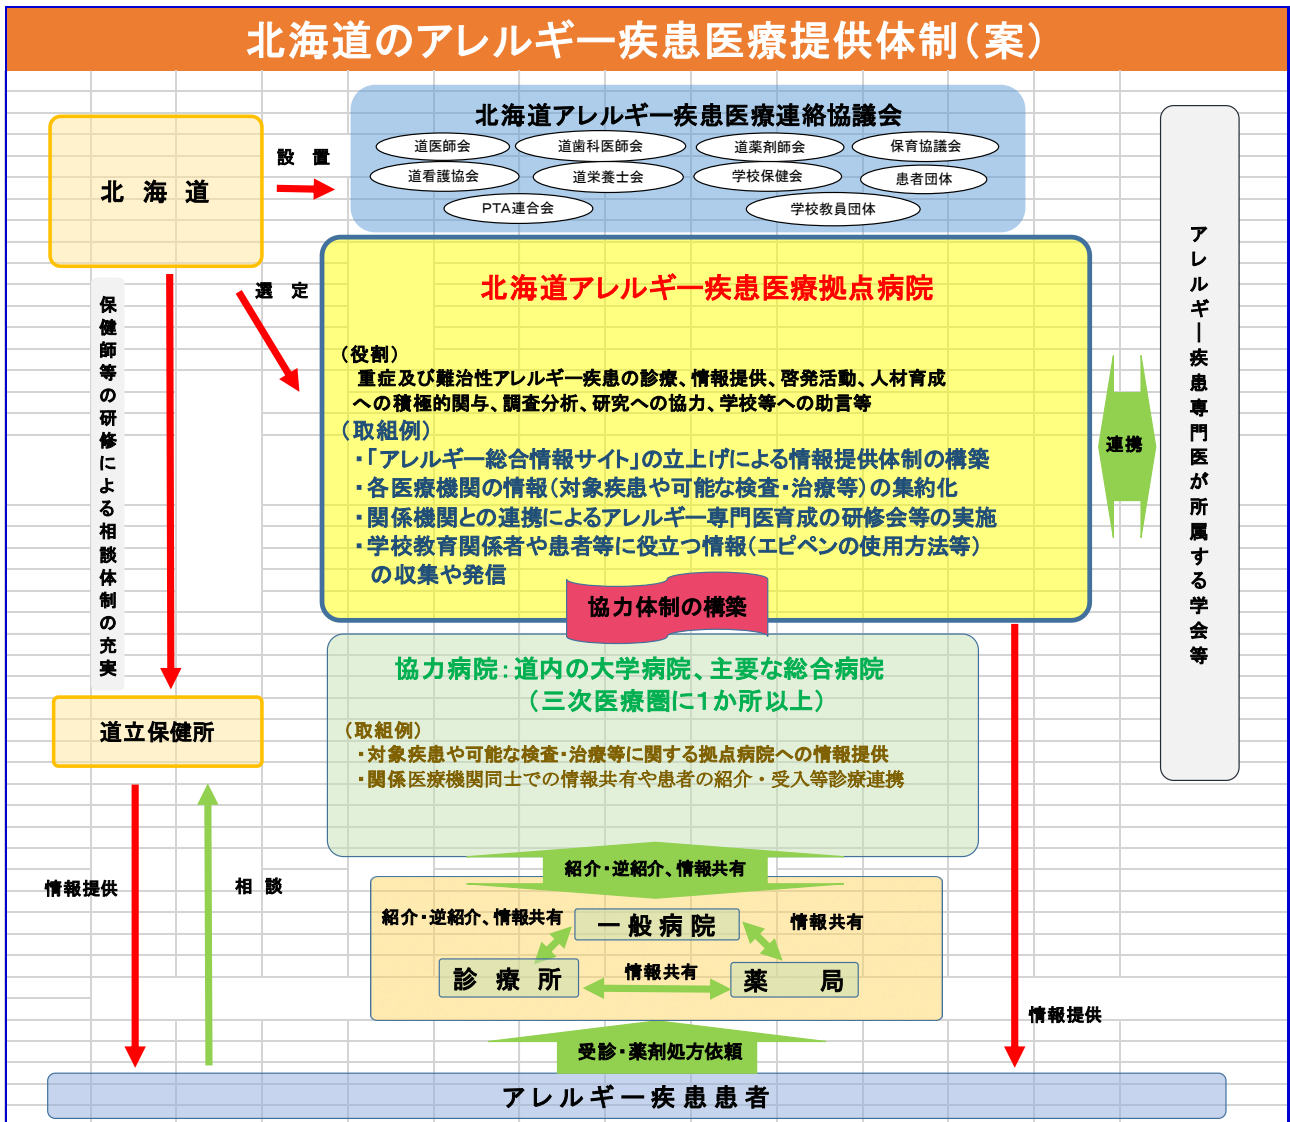 北海道のアレルギー疾患医療提供体制（案）
北海道アレルギー疾患医療連絡協議会
道医師会
道歯科医師会
道薬剤師会
保育協議会
道看護協会
道栄養士会
学校保健会
患者団体
PTA連合会
学校教員団体
北 海 道
設 置
選 定
保健師等の研修による相談体制の充実
北海道アレルギー疾患医療拠点病院
（役割）
重症及び難治性アレルギー疾患の診療、情報提供、啓発活動、人材育成
への積極的関与、調査分析、研究への協力、学校等への助言等
（取組例）
・「アレルギー総合情報サイト」の立上げによる情報提供体制の構築
・各医療機関の情報（対象疾患や可能な検査・治療等）の集約化
・関係機関との連携によるアレルギー専門医育成の研修会等の実施
・学校教育関係者や患者等に役立つ情報（エピペンの使用方法等）
の収集や発信
連携
アレルギー疾患専門医が所属する学会等
協力体制の構築
協力病院：道内の大学病院、主要な総合病院
（三次医療圏に１か所以上）
（取組例）
・対象疾患や可能な検査・治療等に関する拠点病院への情報提供
・関係医療機関同士での情報共有や患者の紹介・受入等診療連携
道立保健所
情報提供
相 談
紹介・逆紹介、情報共有
紹介・逆紹介、情報共有
一般病院
情報共有
診 療 所
情報共有
薬 局
情報提供
受診・薬剤処方依頼
アレルギー疾患患者